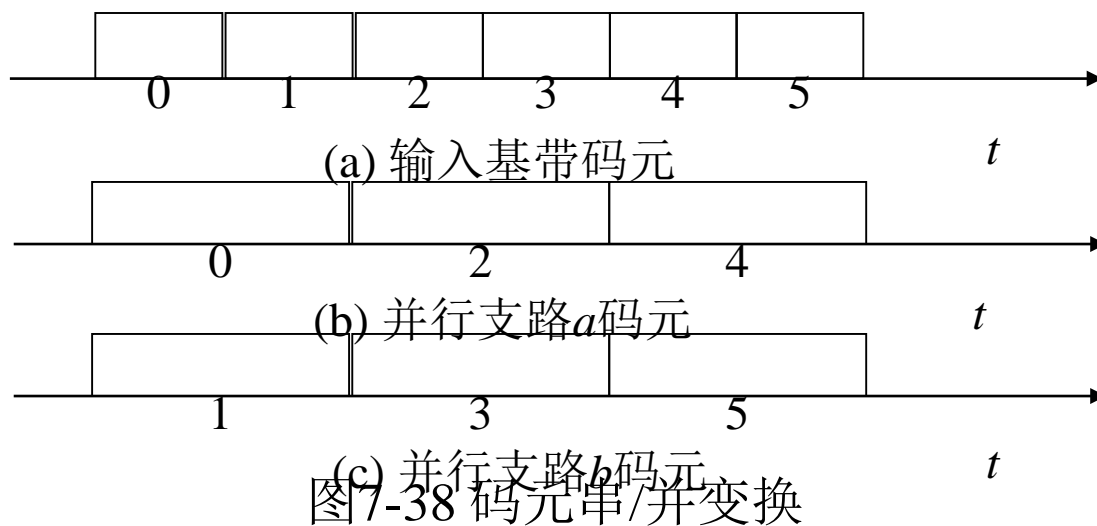 0 1 2 3 4 5
(a) 输入基带码元 t
0 2 4
(b) 并行支路a码元 t
1 3 5
(c) 并行支路b码元 t
图7-38 码元串/并变换